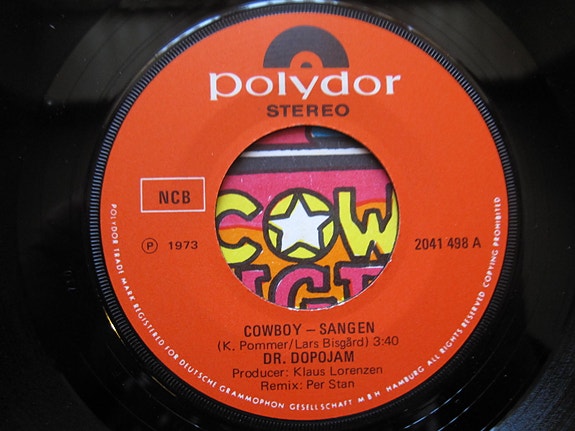 polydor
STEREO
NCB
COW
Ⓟ 1973
2041 498 A
COWBOY – SANGEN
(K. Pommer/Lars Bisgård) 3:40
DR. DOPOJAM
Producer: Klaus Lorenzen
Remix: Per Stan
POLYDOR TRADE MARK REGISTERED FOR DEUTSCHE GRAMMOPHON GESELLSCHAFT MBH HAMBURG ALL RIGHTS RESERVED COPYING PROHIBITED